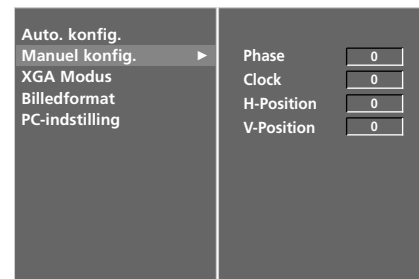 Auto. konfig.
Manuel konfig. ►
XGA Modus
Billedformat
PC-indstilling
Phase 0
Clock 0
H-Position 0
V-Position 0